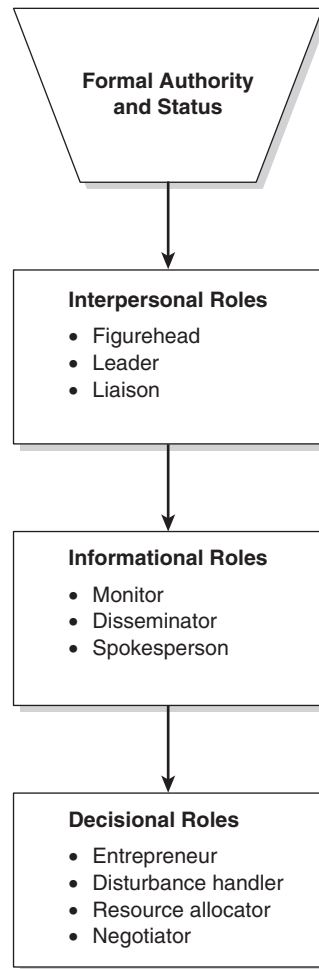 Formal Authority
and Status
Interpersonal Roles
• Figurehead
• Leader
• Liaison
Informational Roles
• Monitor
• Disseminator
• Spokesperson
Decisional Roles
• Entrepreneur
• Disturbance handler
• Resource allocator
• Negotiator